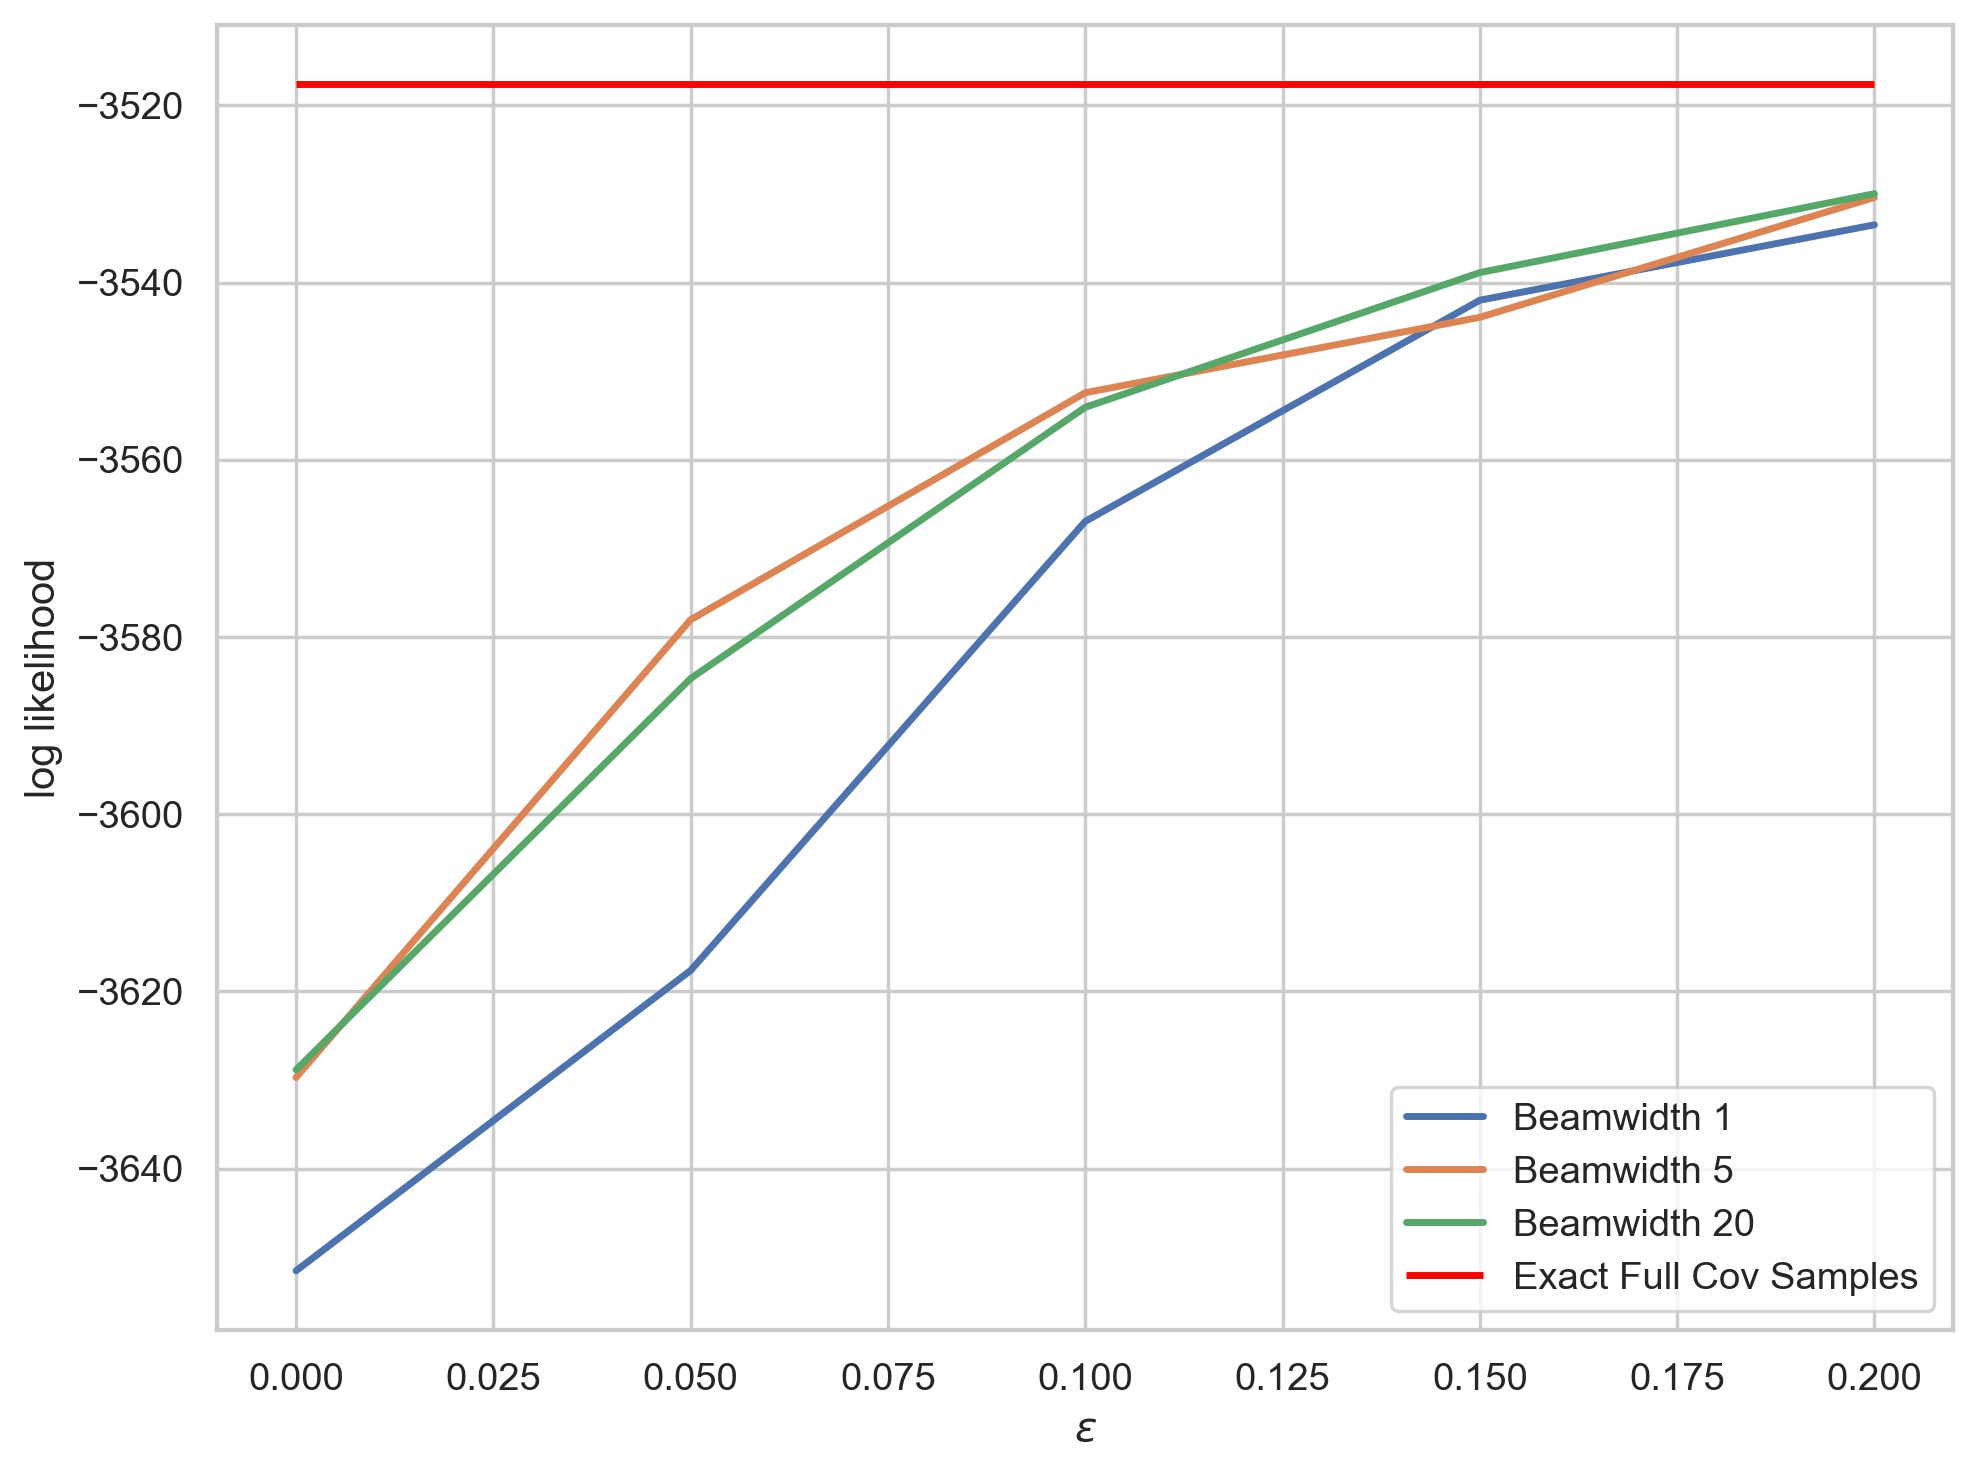 −3520
−3540
−3560
−3580
−3600
−3620
−3640
log likelihood
0.000 0.025 0.050 0.075 0.100 0.125 0.150 0.175 0.200
ε
Beamwidth 1
Beamwidth 5
Beamwidth 20
Exact Full Cov Samples